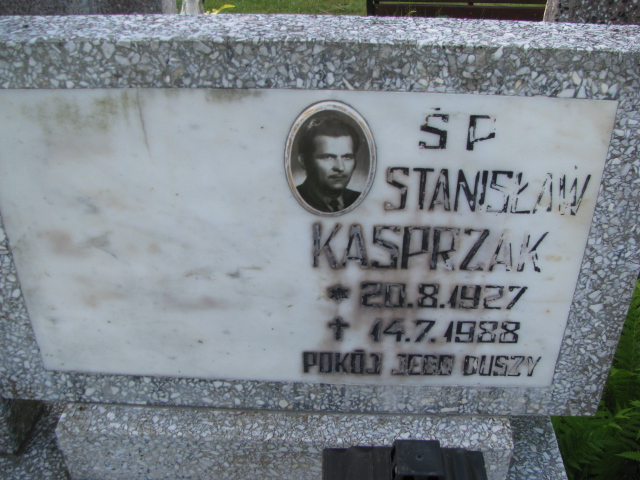 ŚP
STANISŁAW
KASPRZAK
* 20.8.1927
✝ 14.7.1988
POKÓJ JEGO DUSZY